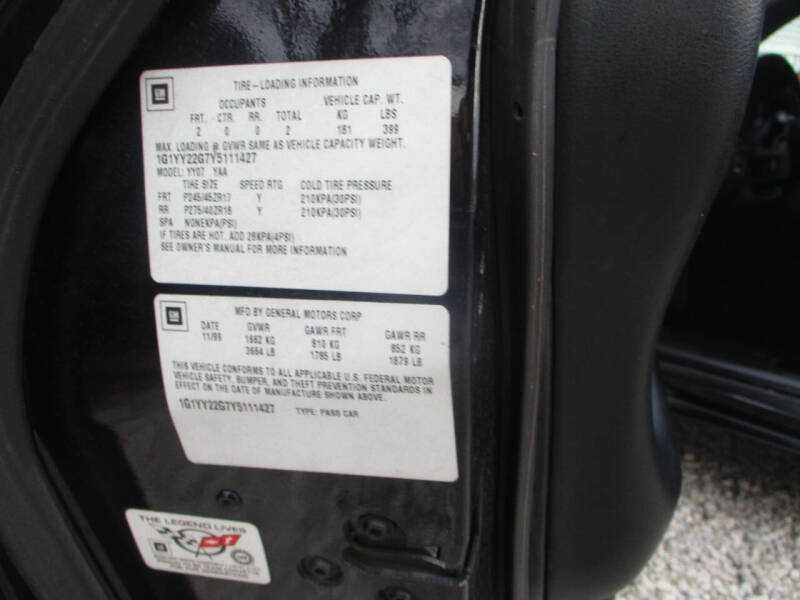 GM
TIRE-LOADING INFORMATION
OCCUPANTS VEHICLE CAP. WT.
FRT. CTR. RR. TOTAL KG LBS
2 0 0 2 181 399
MAX. LOADING @ GVWR SAME AS VEHICLE CAPACITY WEIGHT.
1G1YY22G7Y5111427
MODEL: YY07 YAA
TIRE SIZE SPEED RTG COLD TIRE PRESSURE
FRT P245/45ZR17 Y 210KPA(30PSI)
RR P275/40ZR18 Y 210KPA(30PSI)
SPA NONEKPA(PSI)
IF TIRES ARE HOT, ADD 28KPA(4PSI)
SEE OWNER'S MANUAL FOR MORE INFORMATION
GM
MFD BY GENERAL MOTORS CORP
DATE GVWR GAWR FRT GAWR RR
11/99 1662 KG 810 KG 852 KG
3664 LB 1785 LB 1879 LB
THIS VEHICLE CONFORMS TO ALL APPLICABLE U.S. FEDERAL MOTOR
VEHICLE SAFETY, BUMPER, AND THEFT PREVENTION STANDARDS IN
EFFECT ON THE DATE OF MANUFACTURE SHOWN ABOVE.
1G1YY22G7Y5111427 TYPE: PASS CAR
THE LEGEND LIVES
GM